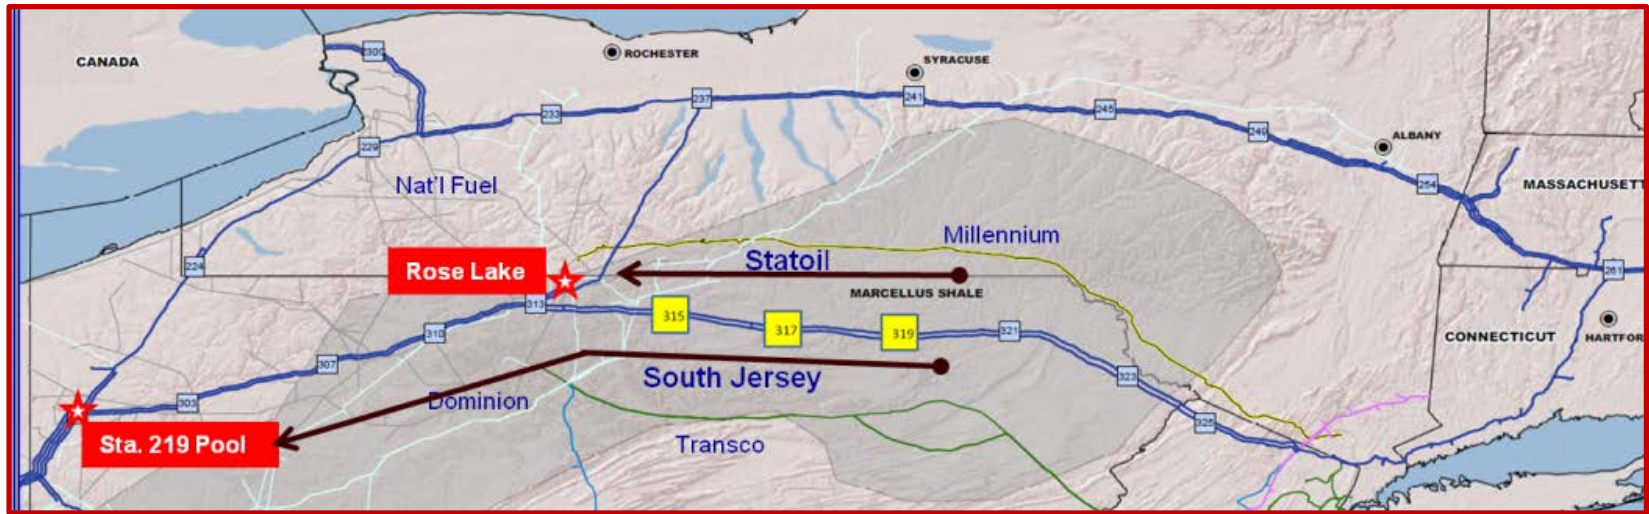 CANADA
230C
ROCHESTER
SYRACUSE
237
241
233
245
249
ALBANY
229
Nat'l Fuel
254
MASSACHUSETT
Millennium
224
Rose Lake
Statoil
261
MARCELLUS SHALE
313
315
317
319
321
310
CONNECTICUT
HARTFOR
307
323
South Jersey
303
Dominion
325
Sta. 219 Pool
Transco